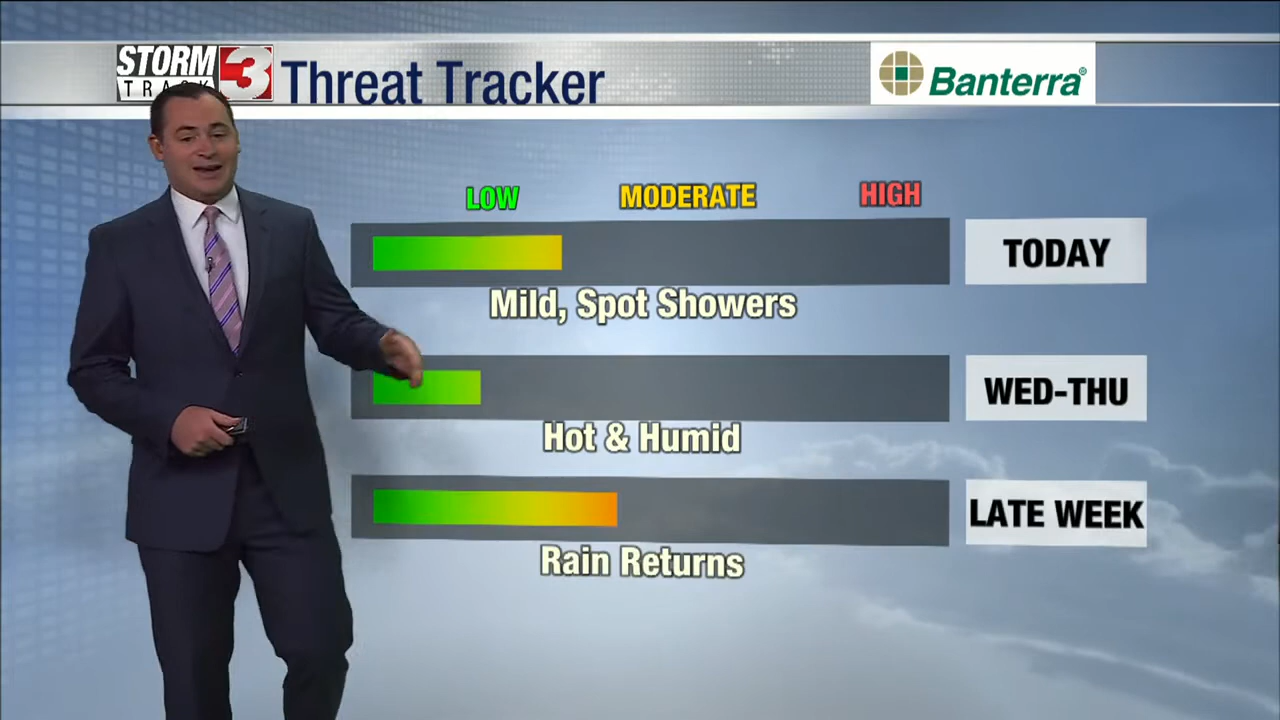 STORM
TRACK 3
Threat Tracker
Banterra®
LOW MODERATE HIGH
TODAY
Mild, Spot Showers
WED-THU
Hot & Humid
LATE WEEK
Rain Returns